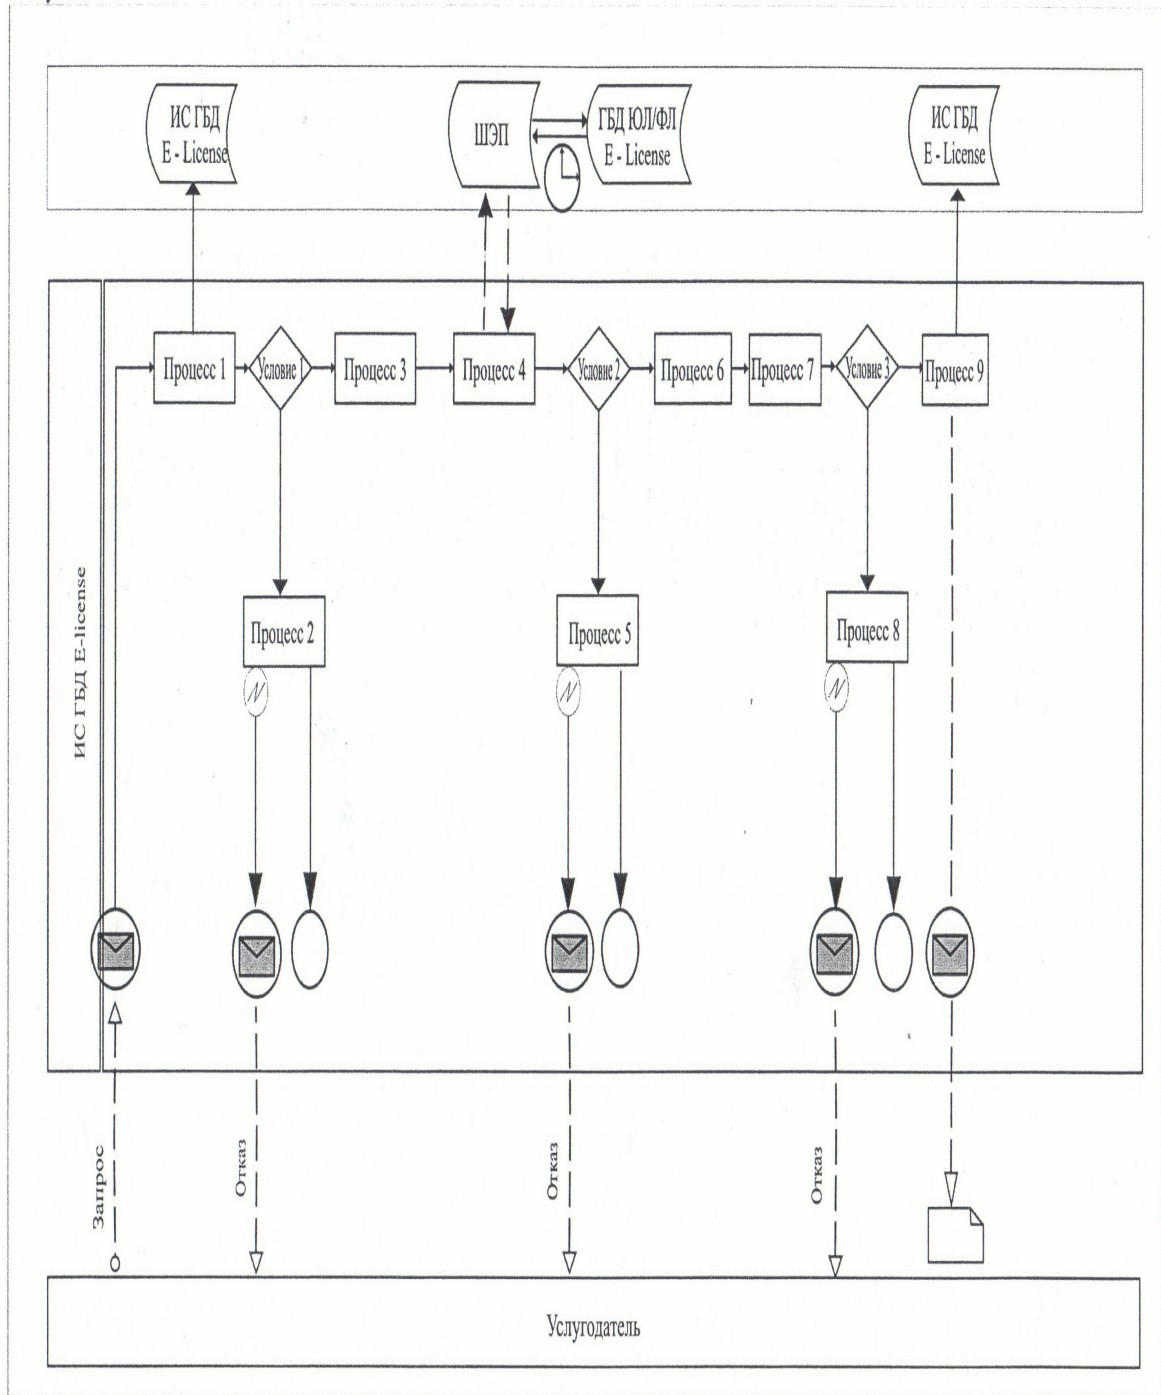 ИС ГБД
E - License
ШЭП
ГБД ЮЛ/ФЛ
E - License
ИС ГБД
E - License
ИС ГБД E-license
Процесс 1
Условие 1
Процесс 3
Процесс 4
Условие 2
Процесс 6
Процесс 7
Условие 3
Процесс 9
Процесс 2
Процесс 5
Процесс 8
N
N
N
Запрос
Отказ
Отказ
Отказ
Услугодатель